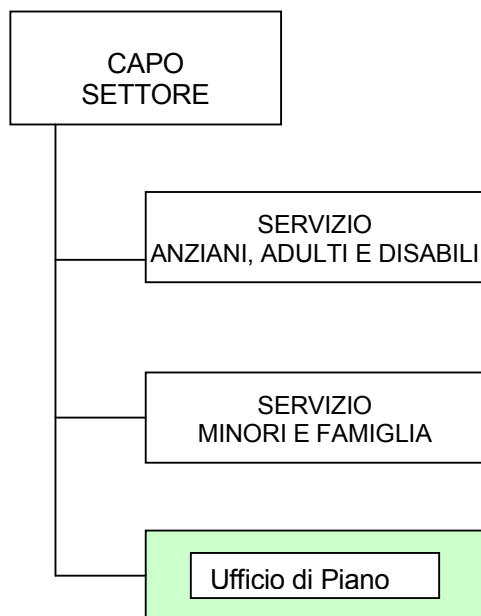 CAPO
SETTORE
SERVIZIO
ANZIANI, ADULTI E DISABILI
SERVIZIO
MINORI E FAMIGLIA
Ufficio di Piano